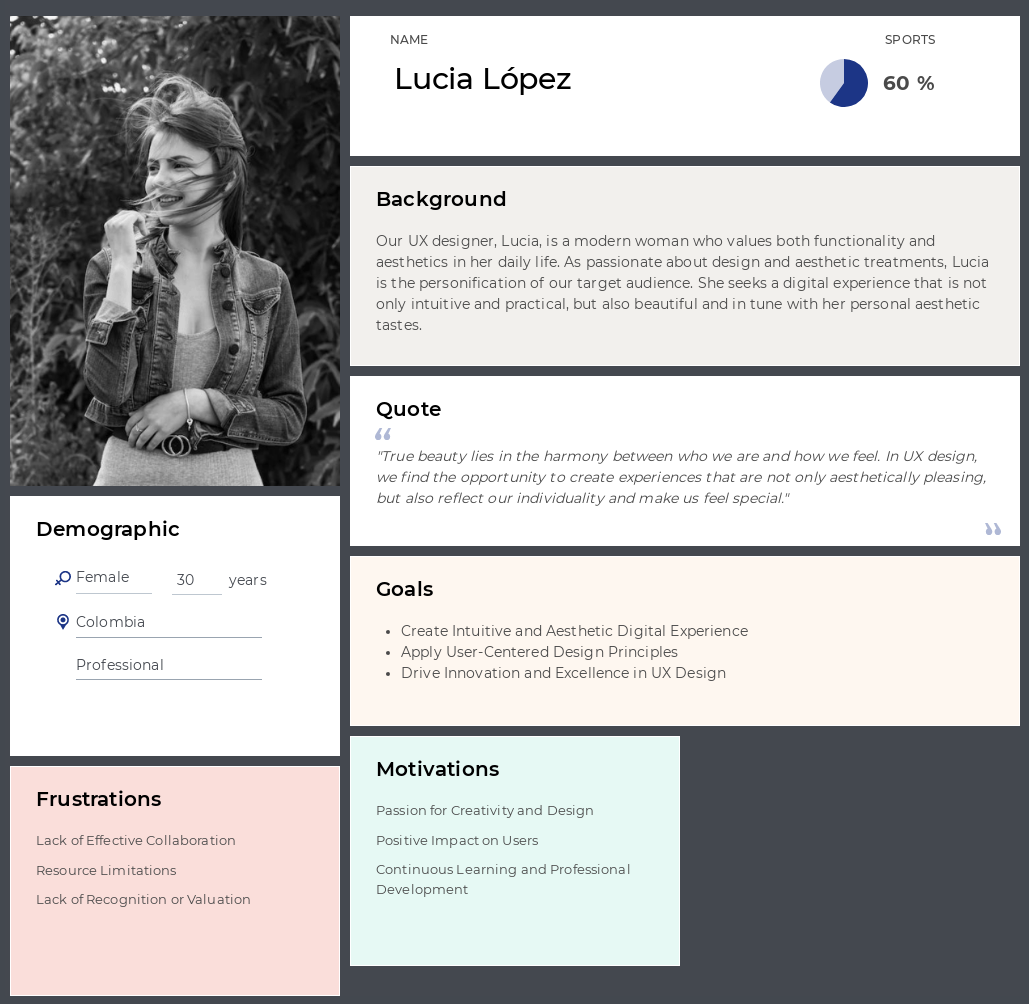 NAME
Lucia López
SPORTS
60 %
Background
Our UX designer, Lucia, is a modern woman who values both functionality and
aesthetics in her daily life. As passionate about design and aesthetic treatments, Lucia
is the personification of our target audience. She seeks a digital experience that is not
only intuitive and practical, but also beautiful and in tune with her personal aesthetic
tastes.
Quote
“
"True beauty lies in the harmony between who we are and how we feel. In UX design,
we find the opportunity to create experiences that are not only aesthetically pleasing,
but also reflect our individuality and make us feel special."
”
Demographic
Female 30 years
Colombia
Professional
Goals
• Create Intuitive and Aesthetic Digital Experience
• Apply User-Centered Design Principles
• Drive Innovation and Excellence in UX Design
Frustrations
Lack of Effective Collaboration
Resource Limitations
Lack of Recognition or Valuation
Motivations
Passion for Creativity and Design
Positive Impact on Users
Continuous Learning and Professional
Development